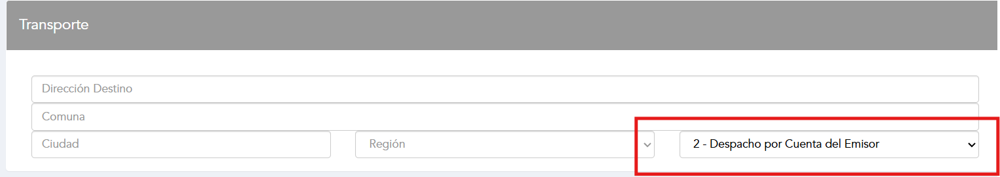 Transporte
Dirección Destino
Comuna
Ciudad
Región
2 - Despacho por Cuenta del Emisor